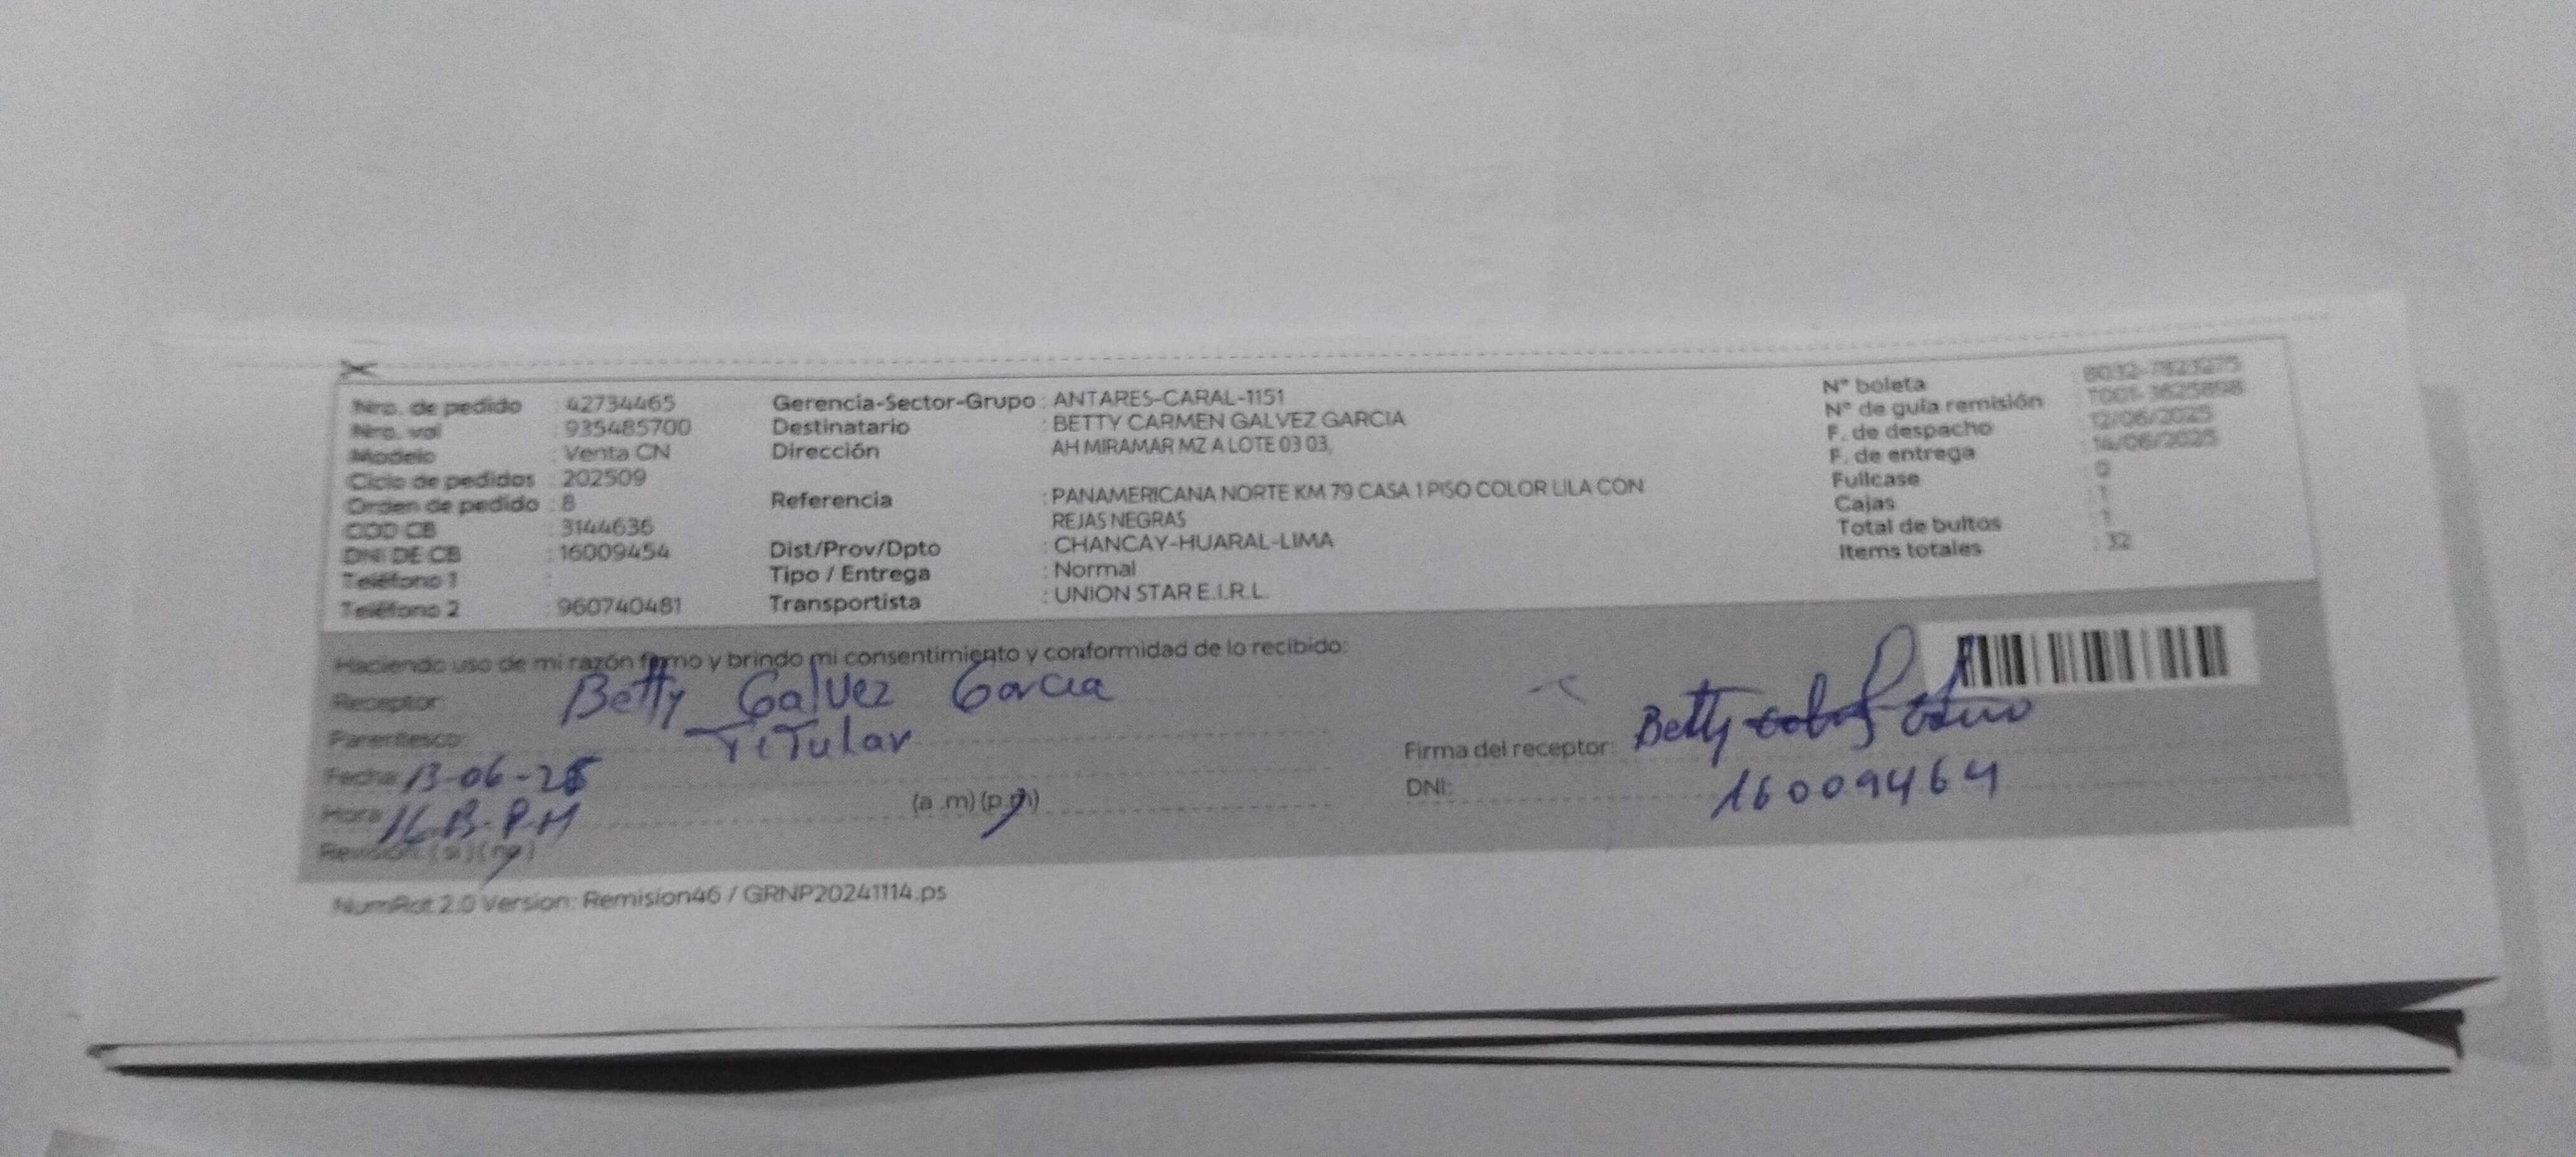 Nro. de pedido : 42734465
Nro. val : 935485700
Modelo : Venta CN
Ciclo de pedidos : 202509
Orden de pedido : 8
COD CB : 3144636
DNI DE CB : 16009454
Teléfono 1 :
Teléfono 2 : 960740481
Gerencia-Sector-Grupo : ANTARES-CARAL-1151
Destinatario : BETTY CARMEN GALVEZ GARCIA
Dirección AH MIRAMAR MZ A LOTE 03 03,
Referencia : PANAMERICANA NORTE KM 79 CASA 1 PISO COLOR LILA CON
REJAS NEGRAS
Dist/Prov/Dpto : CHANCAY-HUARAL-LIMA
Tipo / Entrega : Normal
Transportista : UNION STAR E.I.R.L.
N° boleta : B032-7823275
N° de guía remisión : T001-3625898
F. de despacho : 12/06/2025
F. de entrega : 14/06/2025
Fullcase : 0
Cajas : 1
Total de bultos : 1
Items totales : 32
Haciendo uso de mi razón firmo y brindo mi consentimiento y conformidad de lo recibido:
Receptor: Betty Galvez Garcia
Parentesco: Titular
Fecha: 13-06-25
Hora: P.M (a .m) (p.m)
Revisión: (si) (no)
Firma del receptor: Betty
DNI: 16009464
NumRot 2.0 Version: Remision46 / GRNP20241114.ps